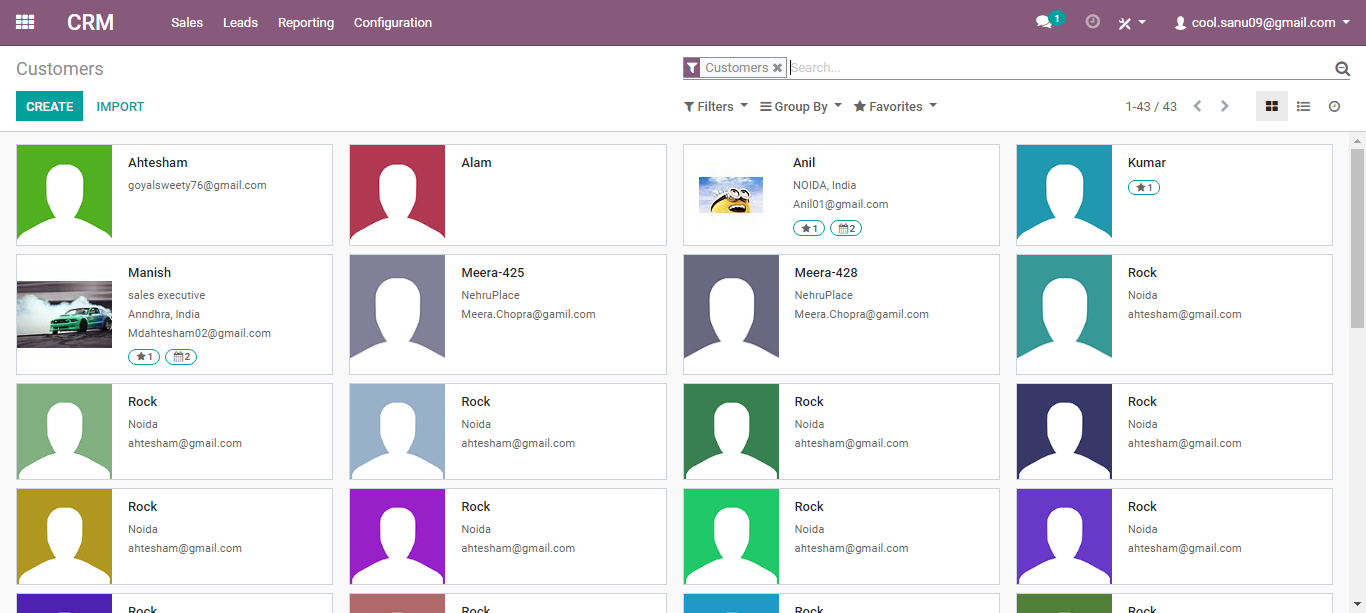 CRM Sales Leads Reporting Configuration 1 cool.sanu09@gmail.com
Customers
Customers Search...
CREATE IMPORT
Filters Group By Favorites 1-43 / 43
Ahtesham
goyalsweety76@gmail.com
Alam
Anil
NOIDA, India
Anil01@gmail.com
1 2
Kumar
1
Manish
sales executive
Anndhra, India
Mdahtesham02@gmail.com
1 2
Meera-425
NehruPlace
Meera.Chopra@gamil.com
Meera-428
NehruPlace
Meera.Chopra@gmail.com
Rock
Noida
ahtesham@gmail.com
Rock
Noida
ahtesham@gmail.com
Rock
Noida
ahtesham@gmail.com
Rock
Noida
ahtesham@gmail.com
Rock
Noida
ahtesham@gmail.com
Rock
Noida
ahtesham@gmail.com
Rock
Noida
ahtesham@gmail.com
Rock
Noida
ahtesham@gmail.com
Rock
Noida
ahtesham@gmail.com
Rock
Rock
Rock
Rock